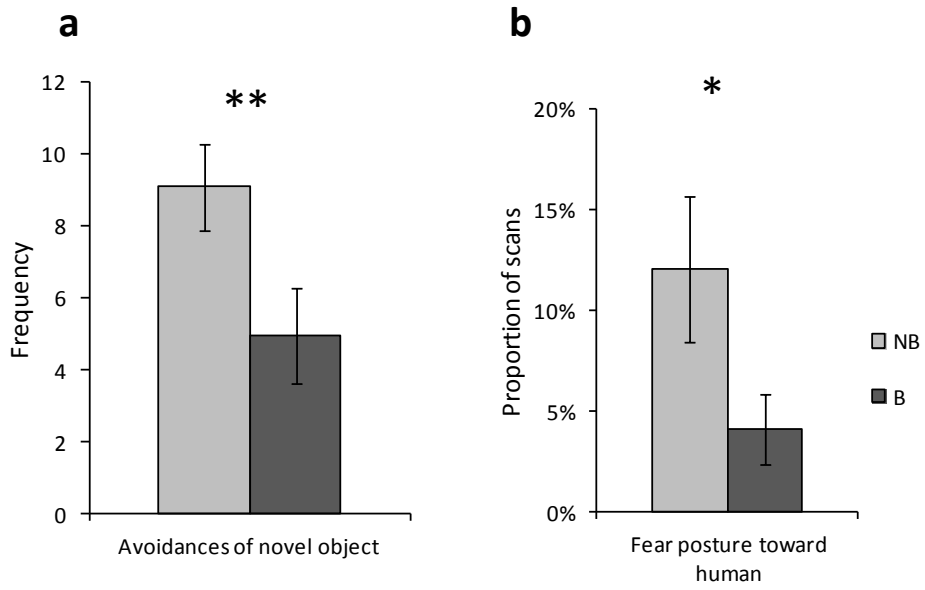 a
12
10
8
6
4
2
0
Frequency
**
Avoidances of novel object
b
20%
15%
10%
5%
0%
Proportion of scans
*
Fear posture toward
human
NB
B